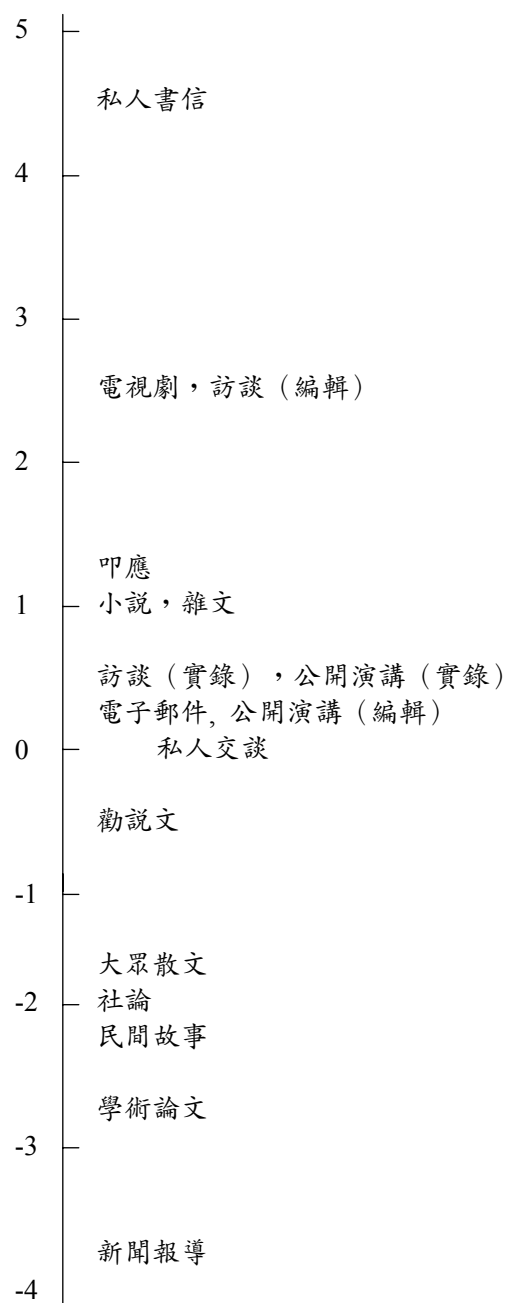 5
私人書信
4
3
電視劇，訪談（編輯）
2
叩應
1 小說，雜文
訪談（實錄），公開演講（實錄）
電子郵件, 公開演講（編輯）
0 私人交談
勸說文
-1
大眾散文
-2 社論
民間故事
學術論文
-3
新聞報導
-4